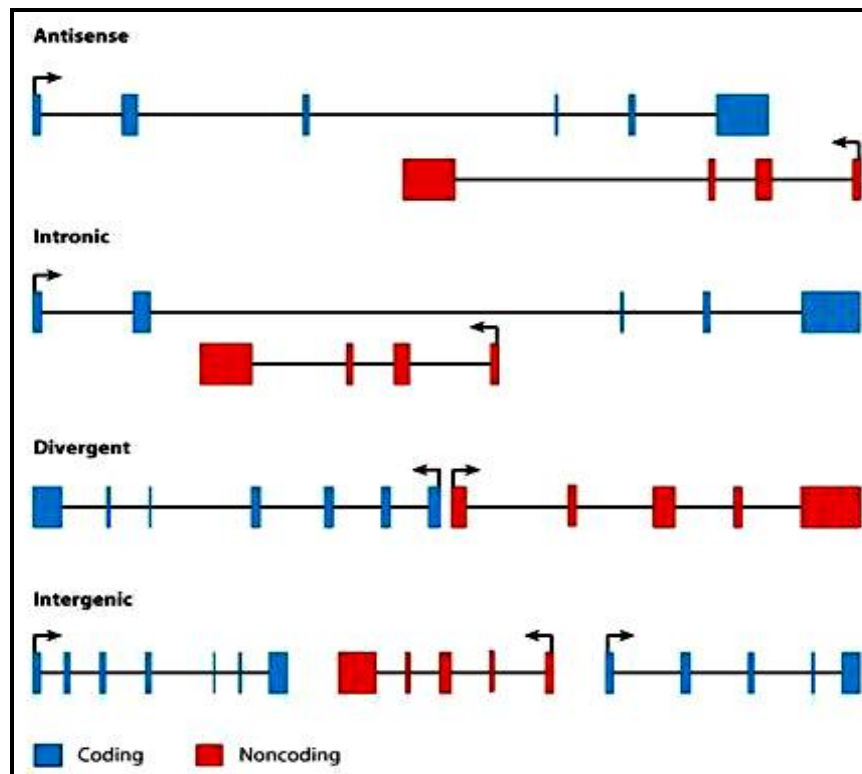 Antisense
Intronic
Divergent
Intergenic
Coding Noncoding